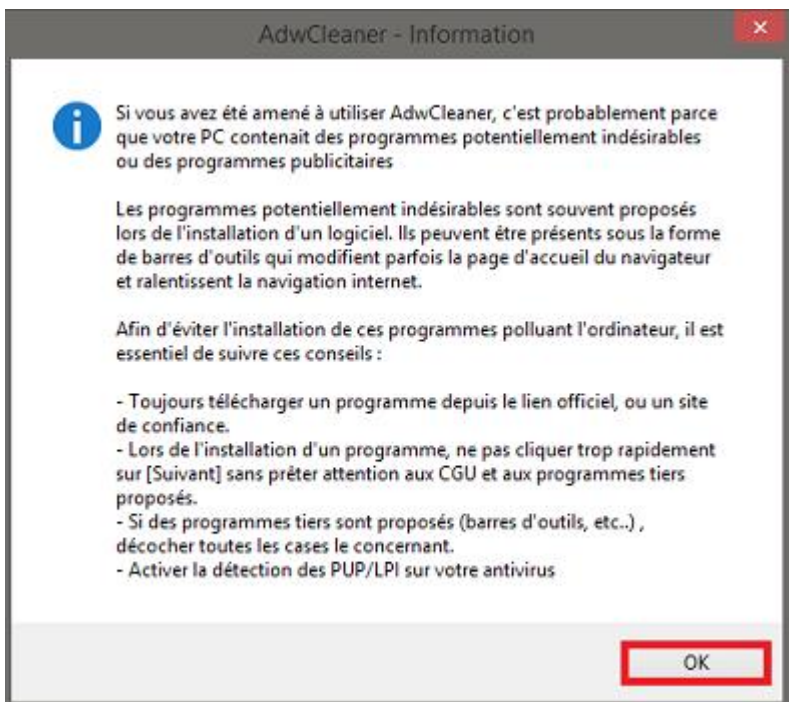 AdwCleaner - Information
Si vous avez été amené à utiliser AdwCleaner, c'est probablement parce
que votre PC contenait des programmes potentiellement indésirables
ou des programmes publicitaires
Les programmes potentiellement indésirables sont souvent proposés
lors de l'installation d'un logiciel. Ils peuvent être présents sous la forme
de barres d'outils qui modifient parfois la page d'accueil du navigateur
et ralentissent la navigation internet.
Afin d'éviter l'installation de ces programmes polluant l'ordinateur, il est
essentiel de suivre ces conseils :
- Toujours télécharger un programme depuis le lien officiel, ou un site
de confiance.
- Lors de l'installation d'un programme, ne pas cliquer trop rapidement
sur [Suivant] sans prêter attention aux CGU et aux programmes tiers
proposés.
- Si des programmes tiers sont proposés (barres d'outils, etc..) ,
décocher toutes les cases le concernant.
- Activer la détection des PUP/LPI sur votre antivirus
OK